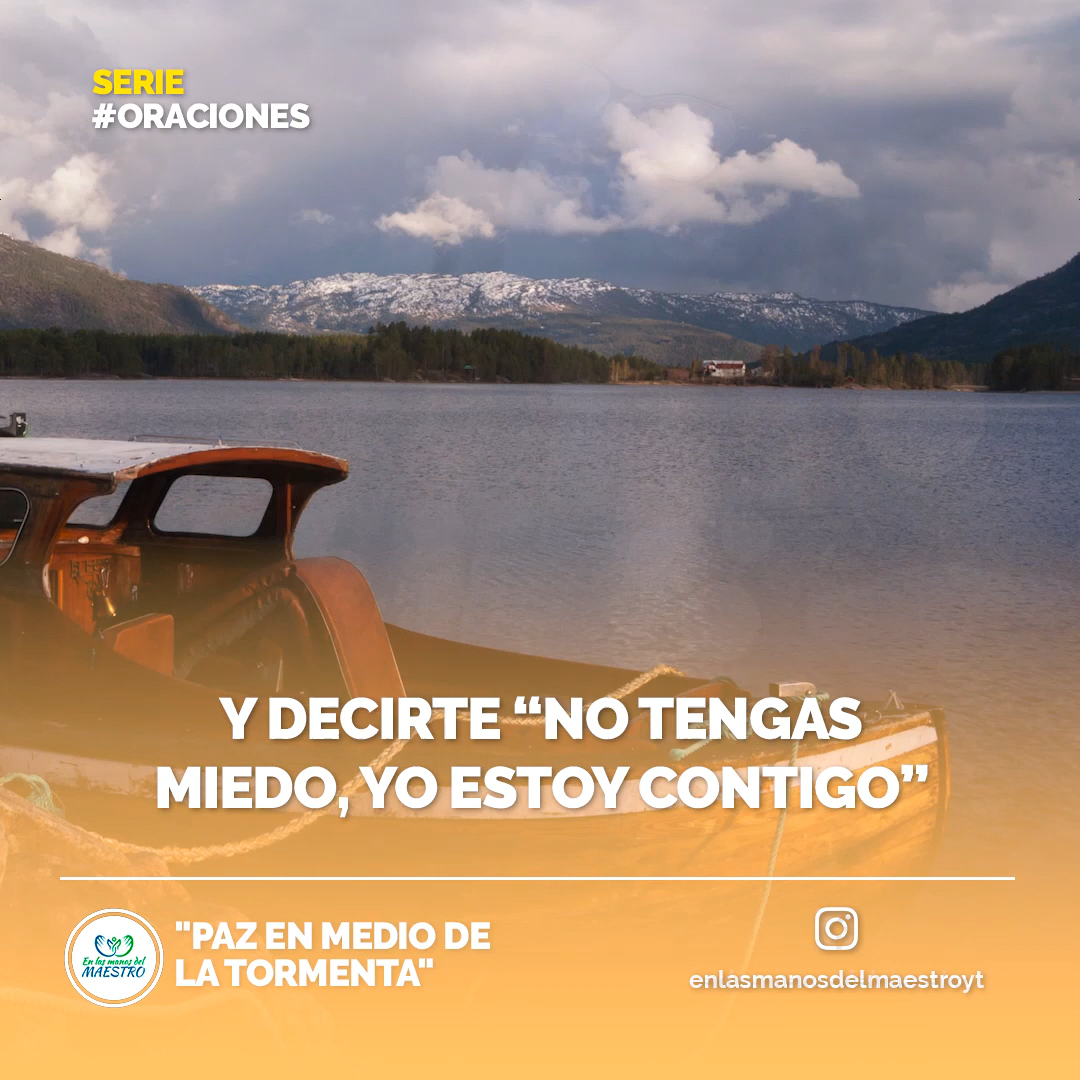 SERIE
#ORACIONES
Y DECIRTE “NO TENGAS
MIEDO, YO ESTOY CONTIGO”
En las manos del
MAESTRO
"PAZ EN MEDIO DE
LA TORMENTA"
enlasmanosdelmaestroyt